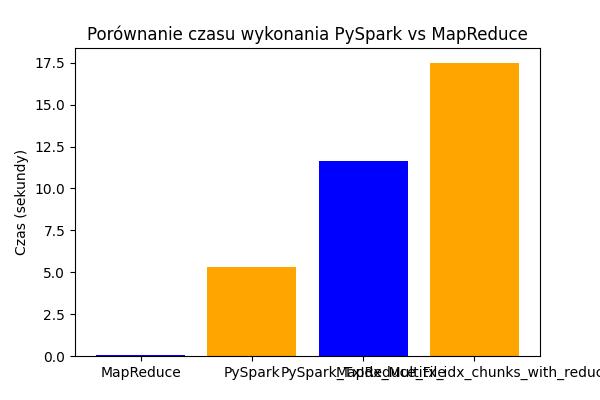 Porównanie czasu wykonania PySpark vs MapReduce
Czas (sekundy)
17.5
15.0
12.5
10.0
7.5
5.0
2.5
0.0
MapReduce
PySpark